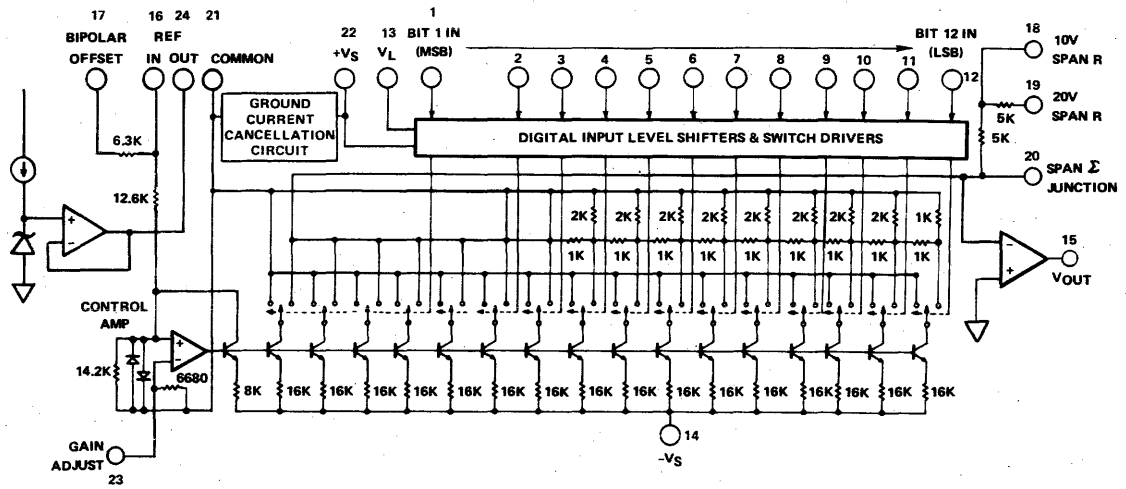 17
BIPOLAR
OFFSET
16 24
REF
IN OUT
21
COMMON
22
+VS
13
VL
1
BIT 1 IN
(MSB)
2
3
4
5
6
7
8
9
10
11
BIT 12 IN
(LSB)
12
18
10V
SPAN R
19
20V
SPAN R
5K
5K
20
SPAN Σ
JUNCTION
GROUND
CURRENT
CANCELLATION
CIRCUIT
DIGITAL INPUT LEVEL SHIFTERS & SWITCH DRIVERS
6.3K
12.6K
+
−
2K 2K 2K 2K 2K 2K 2K 1K
1K 1K 1K 1K 1K 1K 1K
−
+
15
VOUT
CONTROL
AMP
+
−
14.2K
6680
8K 16K 16K 16K 16K 16K 16K 16K 16K 16K 16K 16K 16K 16K 16K 16K
GAIN
ADJUST
23
14
−VS